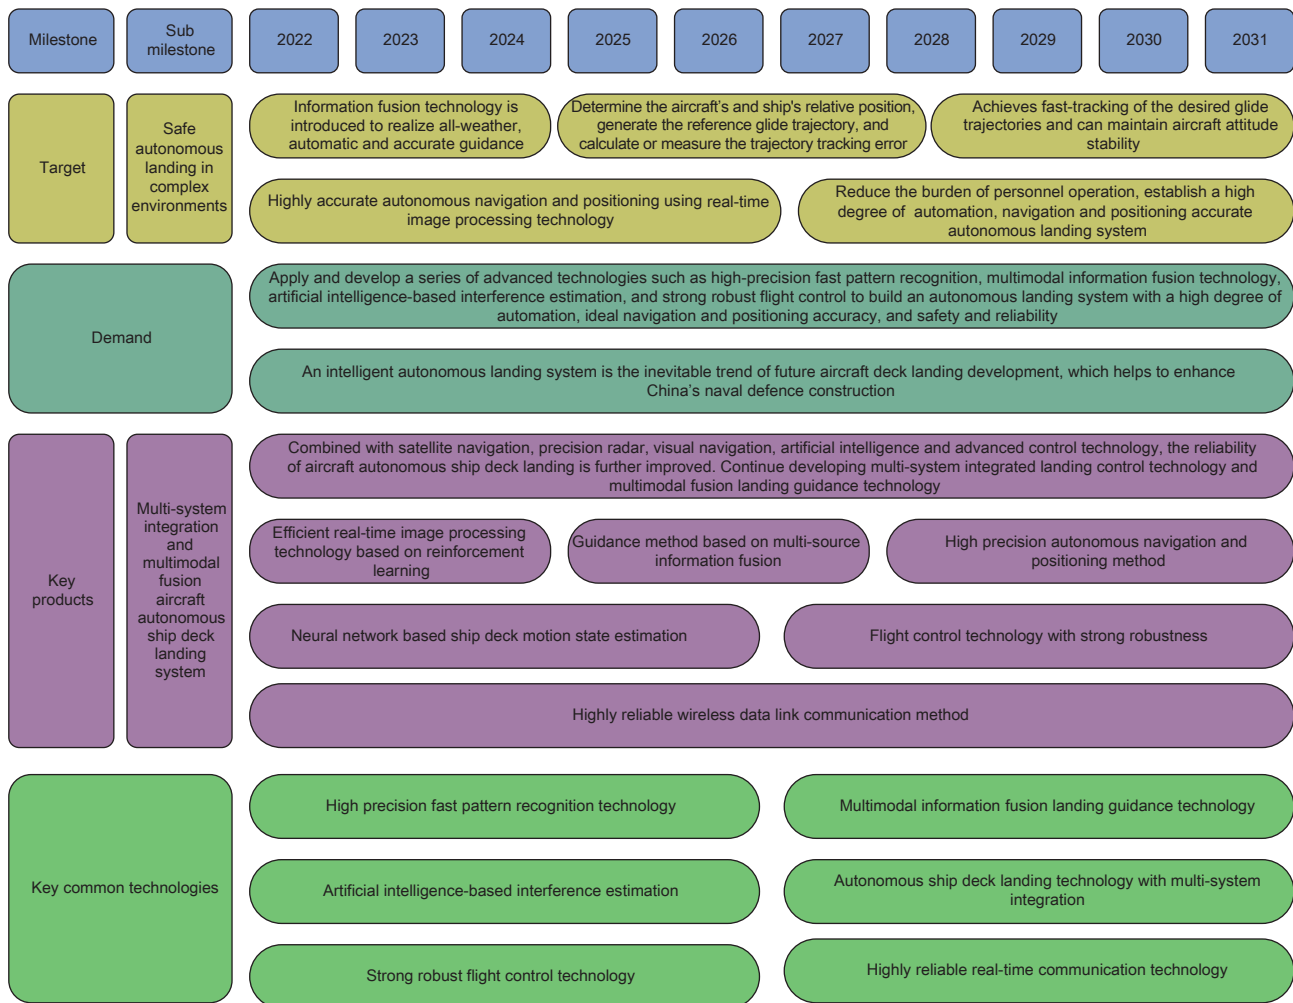 Milestone
Sub
milestone
2022
2023
2024
2025
2026
2027
2028
2029
2030
2031
Target
Safe
autonomous
landing in
complex
environments
Information fusion technology is
introduced to realize all-weather,
automatic and accurate guidance
Determine the aircraft’s and ship's relative position,
generate the reference glide trajectory, and
calculate or measure the trajectory tracking error
Achieves fast-tracking of the desired glide
trajectories and can maintain aircraft attitude
stability
Highly accurate autonomous navigation and positioning using real-time
image processing technology
Reduce the burden of personnel operation, establish a high
degree of automation, navigation and positioning accurate
autonomous landing system
Demand
Apply and develop a series of advanced technologies such as high-precision fast pattern recognition, multimodal information fusion technology,
artificial intelligence-based interference estimation, and strong robust flight control to build an autonomous landing system with a high degree of
automation, ideal navigation and positioning accuracy, and safety and reliability
An intelligent autonomous landing system is the inevitable trend of future aircraft deck landing development, which helps to enhance
China’s naval defence construction
Key
products
Multi-system
integration
and
multimodal
fusion
aircraft
autonomous
ship deck
landing
system
Combined with satellite navigation, precision radar, visual navigation, artificial intelligence and advanced control technology, the reliability
of aircraft autonomous ship deck landing is further improved. Continue developing multi-system integrated landing control technology and
multimodal fusion landing guidance technology
Efficient real-time image processing
technology based on reinforcement
learning
Guidance method based on multi-source
information fusion
High precision autonomous navigation and
positioning method
Neural network based ship deck motion state estimation
Flight control technology with strong robustness
Highly reliable wireless data link communication method
Key common technologies
High precision fast pattern recognition technology
Multimodal information fusion landing guidance technology
Artificial intelligence-based interference estimation
Autonomous ship deck landing technology with multi-system
integration
Strong robust flight control technology
Highly reliable real-time communication technology